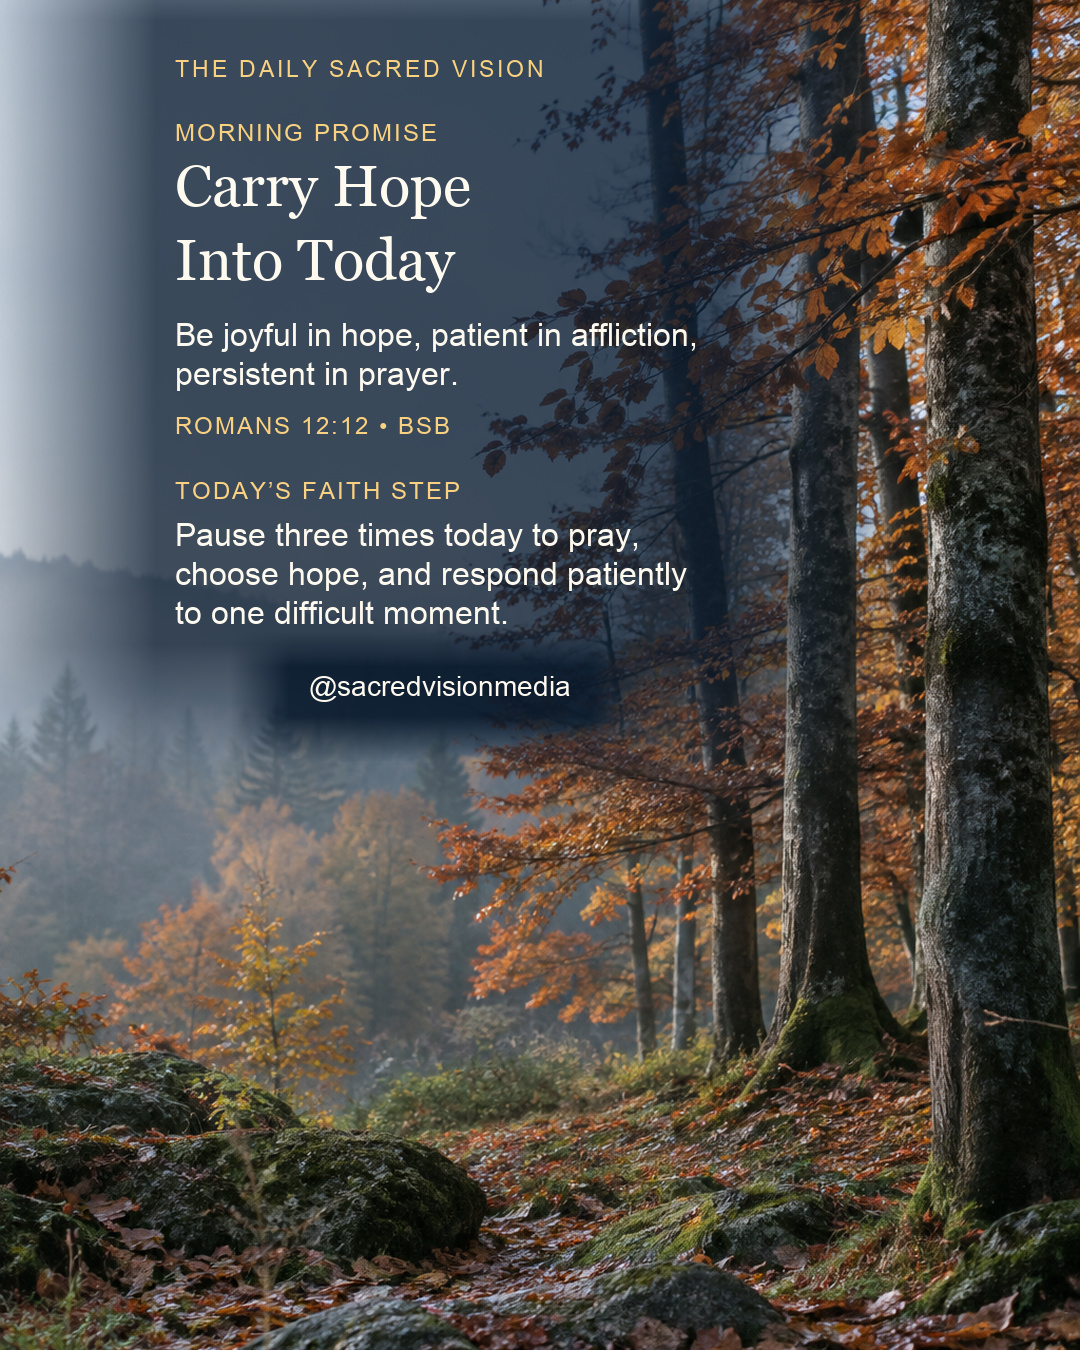 THE DAILY SACRED VISION
MORNING PROMISE
Carry Hope
Into Today
Be joyful in hope, patient in affliction,
persistent in prayer.
ROMANS 12:12 • BSB
TODAY’S FAITH STEP
Pause three times today to pray,
choose hope, and respond patiently
to one difficult moment.
@sacredvisionmedia